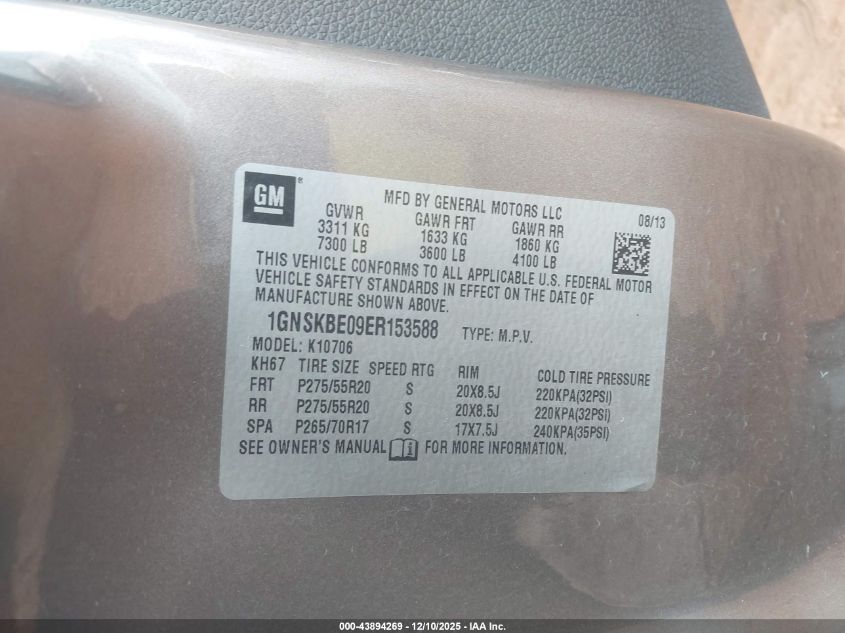 GM ®
MFD BY GENERAL MOTORS LLC
08/13
GVWR GAWR FRT GAWR RR
3311 KG 1633 KG 1860 KG
7300 LB 3600 LB 4100 LB
THIS VEHICLE CONFORMS TO ALL APPLICABLE U.S. FEDERAL MOTOR
VEHICLE SAFETY STANDARDS IN EFFECT ON THE DATE OF
MANUFACTURE SHOWN ABOVE.
1GNSKBE09ER153588 TYPE: M.P.V.
MODEL: K10706
KH67 TIRE SIZE SPEED RTG RIM COLD TIRE PRESSURE
FRT P275/55R20 S 20X8.5J 220KPA(32PSI)
RR P275/55R20 S 20X8.5J 220KPA(32PSI)
SPA P265/70R17 S 17X7.5J 240KPA(35PSI)
SEE OWNER'S MANUAL FOR MORE INFORMATION.
000-43894269 - 12/10/2025 - IAA Inc.